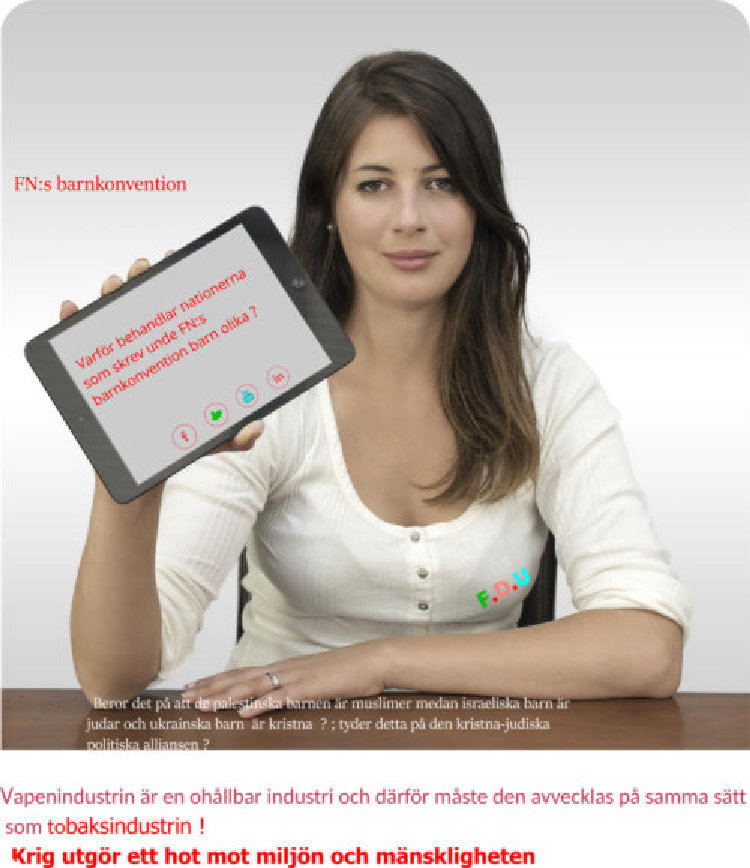 FN:s barnkonvention
Varför behandlar nationerna
som skrev unde FN:s
barnkonvention barn olika ?
f
You
in
F.D.U
Beror det på att de palestinska barnen är muslimer medan israeliska barn är
judar och ukrainska barn är kristna ? ; tyder detta på den kristna-judiska
politiska alliansen ?
Vapenindustrin är en ohållbar industri och därför måste den avvecklas på samma sätt
som tobaksindustrin !
Krig utgör ett hot mot miljön och mänskligheten